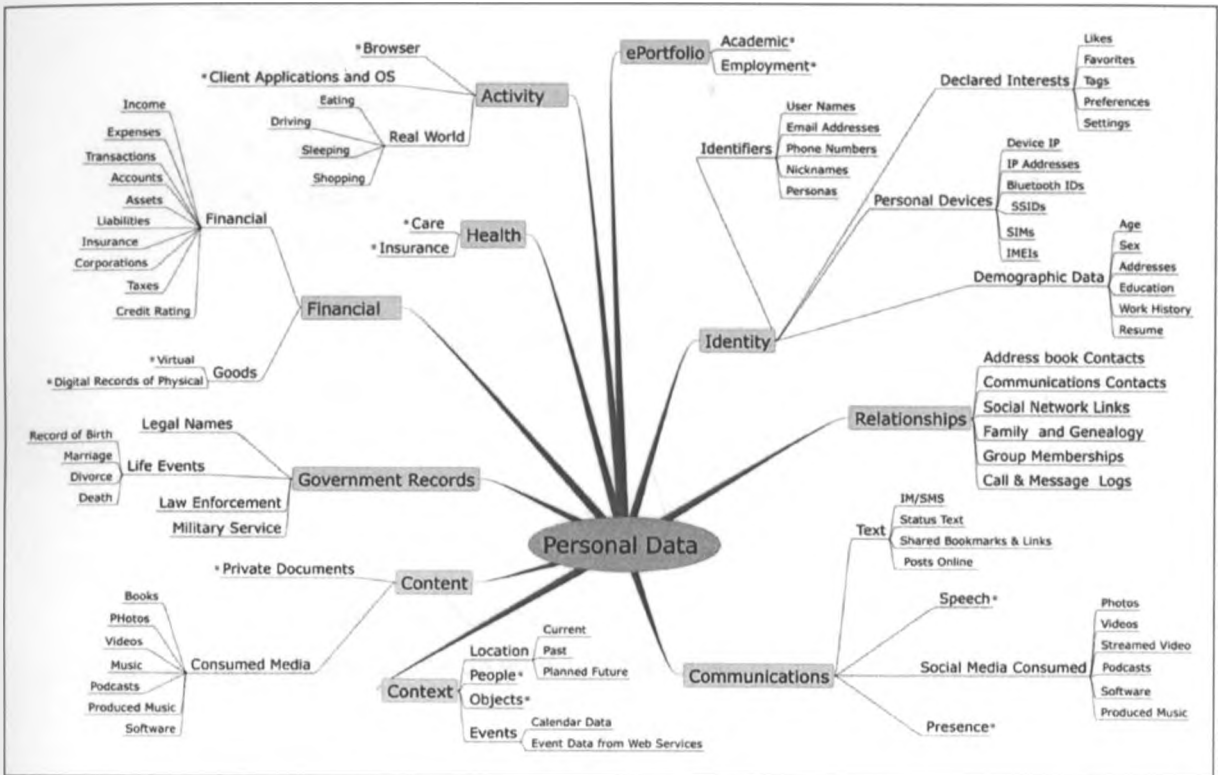 Personal Data
ePortfolio
Academic*
Employment*
Activity
*Browser
*Client Applications and OS
Real World
Eating
Driving
Sleeping
Shopping
Health
*Care
*Insurance
Financial
Financial
Income
Expenses
Transactions
Accounts
Assets
Liabilities
Insurance
Corporations
Taxes
Credit Rating
Goods
*Virtual
*Digital Records of Physical
Government Records
Legal Names
Life Events
Record of Birth
Marriage
Divorce
Death
Law Enforcement
Military Service
Content
*Private Documents
Consumed Media
Books
PHotos
Videos
Music
Podcasts
Produced Music
Software
Context
Location
Current
Past
Planned Future
People*
Objects*
Events
Calendar Data
Event Data from Web Services
Identity
Identifiers
User Names
Email Addresses
Phone Numbers
Nicknames
Personas
Declared Interests
Likes
Favorites
Tags
Preferences
Settings
Personal Devices
Device IP
IP Addresses
Bluetooth IDs
SSIDs
SIMs
IMEIs
Demographic Data
Age
Sex
Addresses
Education
Work History
Resume
Relationships
Address book Contacts
Communications Contacts
Social Network Links
Family and Genealogy
Group Memberships
Call & Message Logs
Communications
Text
IM/SMS
Status Text
Shared Bookmarks & Links
Posts Online
Speech*
Social Media Consumed
Photos
Videos
Streamed Video
Podcasts
Software
Produced Music
Presence*